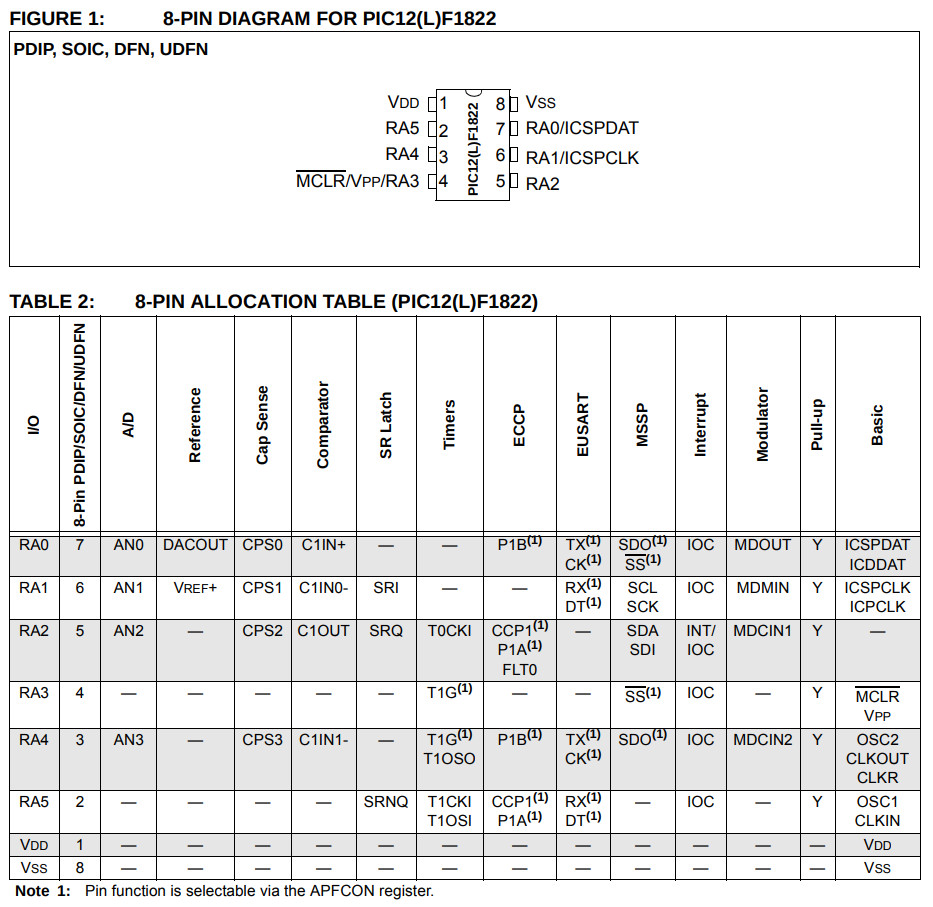 FIGURE 1: 8-PIN DIAGRAM FOR PIC12(L)F1822
PDIP, SOIC, DFN, UDFN
VDD 1 8 VSS
RA5 2 7 RA0/ICSPDAT
RA4 3 6 RA1/ICSPCLK
MCLR/VPP/RA3 4 5 RA2
PIC12(L)F1822
TABLE 2: 8-PIN ALLOCATION TABLE (PIC12(L)F1822)
I/O 8-Pin PDIP/SOIC/DFN/UDFN A/D Reference Cap Sense Comparator SR Latch Timers ECCP EUSART MSSP Interrupt Modulator Pull-up Basic
RA0 7 AN0 DACOUT CPS0 C1IN+ — — P1B(1) TX(1) SDO(1) IOC MDOUT Y ICSPDAT
CK(1) SS(1) ICDDAT
RA1 6 AN1 VREF+ CPS1 C1IN0- SRI — — RX(1) SCL IOC MDMIN Y ICSPCLK
DT(1) SCK ICPCLK
RA2 5 AN2 — CPS2 C1OUT SRQ T0CKI CCP1(1) — SDA INT/ MDCIN1 Y —
P1A(1) SDI IOC
FLT0
RA3 4 — — — — — T1G(1) — — SS(1) IOC — Y MCLR
VPP
RA4 3 AN3 — CPS3 C1IN1- — T1G(1) P1B(1) TX(1) SDO(1) IOC MDCIN2 Y OSC2
T1OSO CK(1) CLKOUT
CLKR
RA5 2 — — — — SRNQ T1CKI CCP1(1) RX(1) — IOC — Y OSC1
T1OSI P1A(1) DT(1) CLKIN
VDD 1 — — — — — — — — — — — — VDD
VSS 8 — — — — — — — — — — — — VSS
Note 1: Pin function is selectable via the APFCON register.